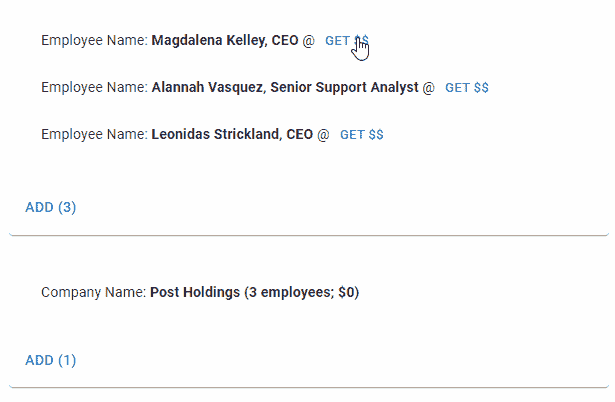 Employee Name: Magdalena Kelley, CEO @ GET $$
Employee Name: Alannah Vasquez, Senior Support Analyst @ GET $$
Employee Name: Leonidas Strickland, CEO @ GET $$
ADD (3)
Company Name: Post Holdings (3 employees; $0)
ADD (1)